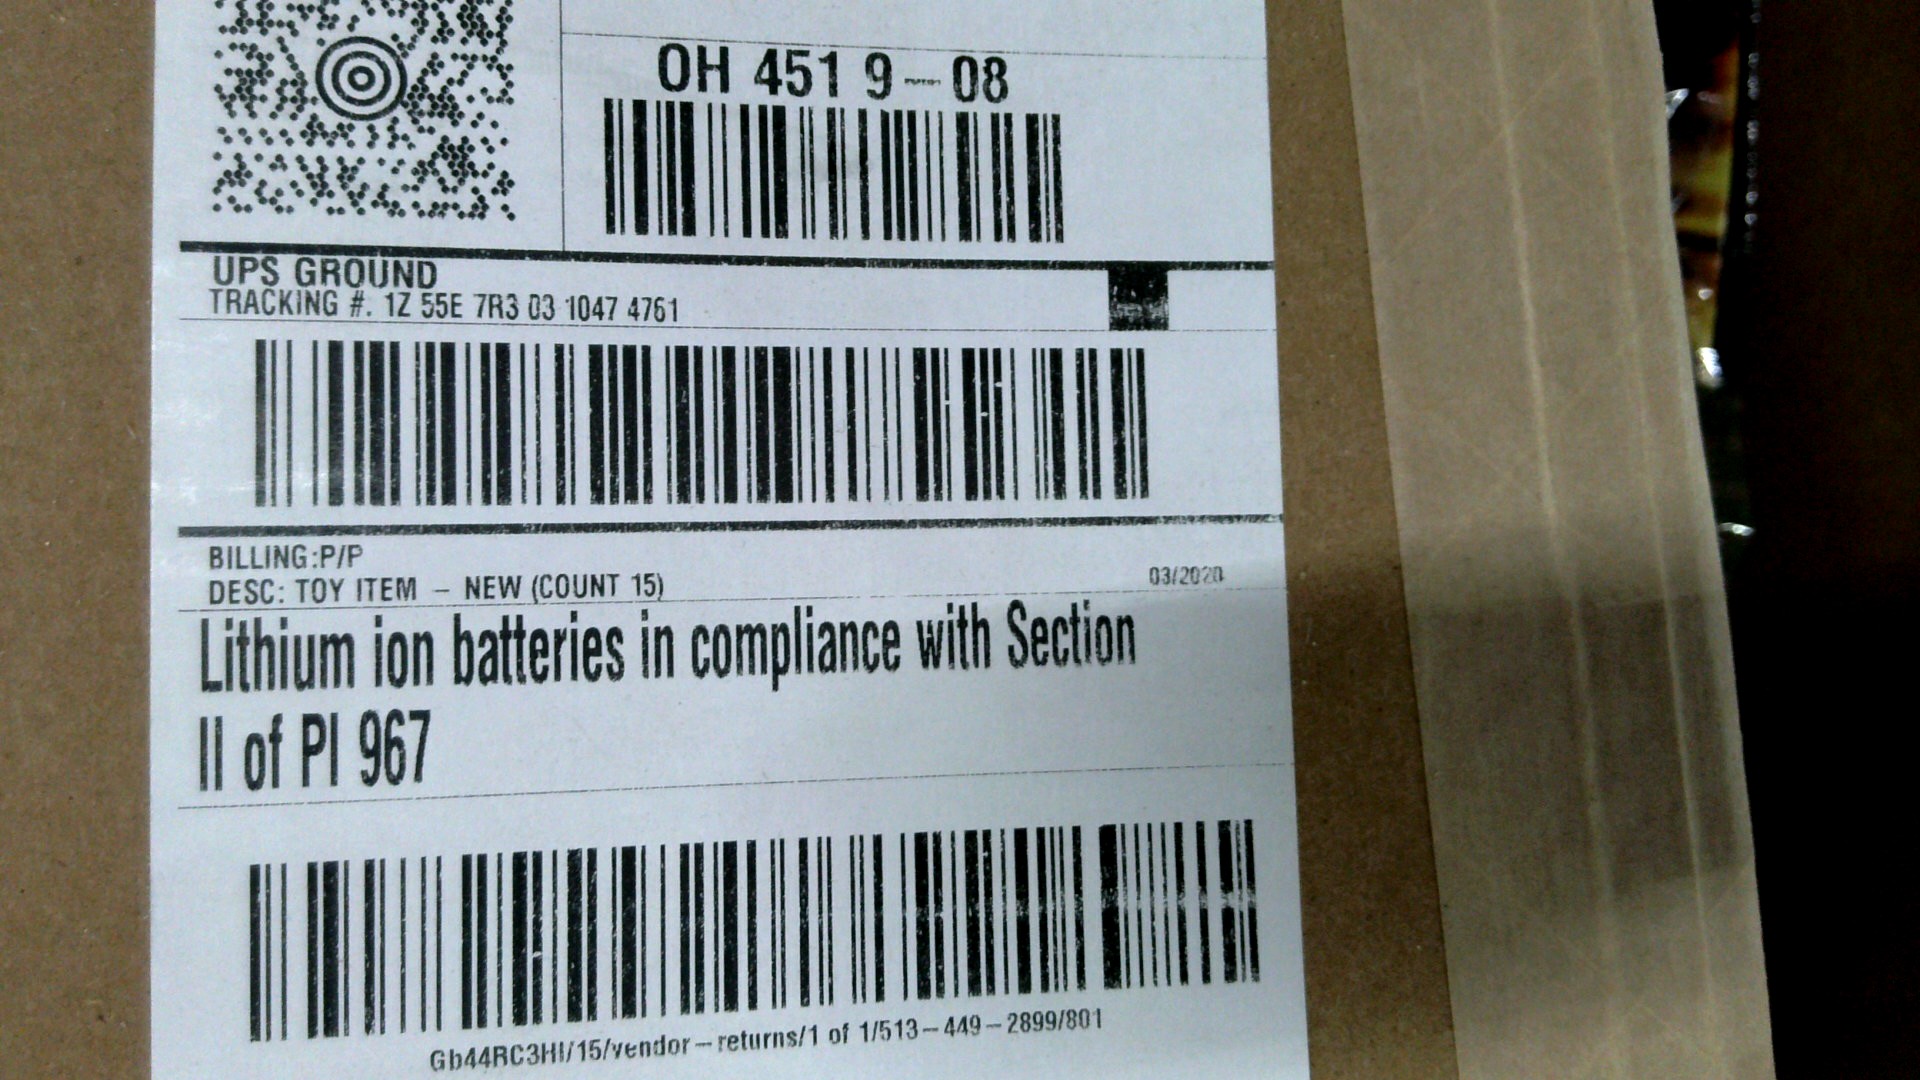 OH 451 9-08
UPS GROUND
TRACKING #: 1Z 55E 7R3 03 1047 4761
BILLING:P/P
DESC: TOY ITEM - NEW (COUNT 15)
03/2020
Lithium ion batteries in compliance with Section
II of PI 967
Gb44RC3HI/15/vendor-returns/1 of 1/513-449-2899/801